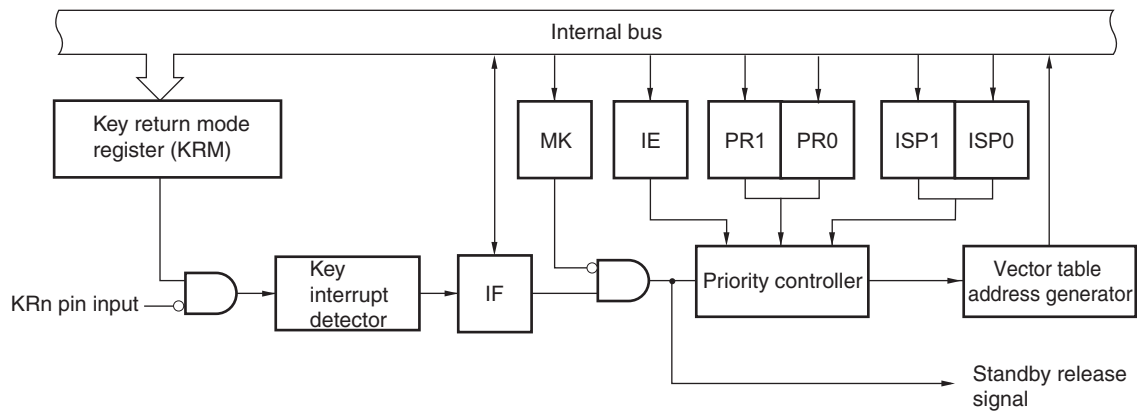 Internal bus
Key return mode
register (KRM)
MK
IE
PR1
PR0
ISP1
ISP0
KRn pin input
Key
interrupt
detector
IF
Priority controller
Vector table
address generator
Standby release
signal